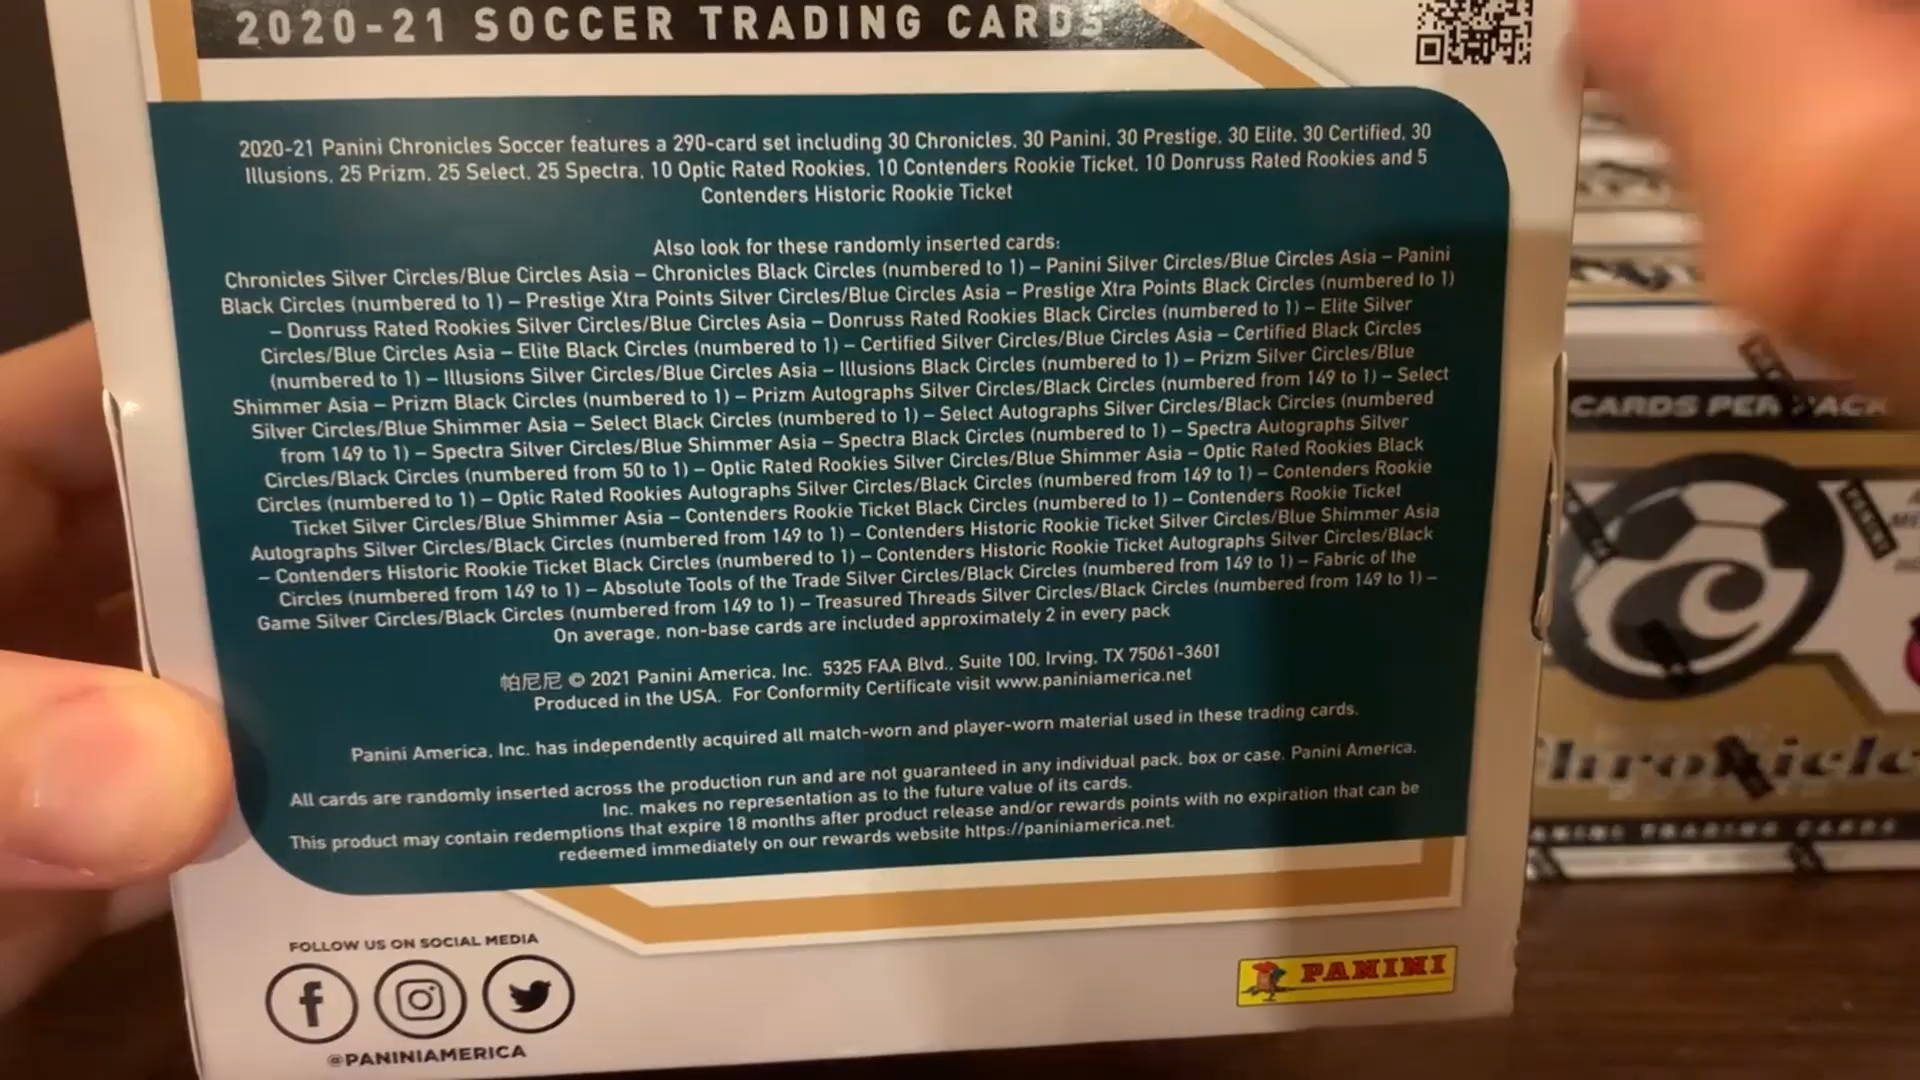 2020-21 SOCCER TRADING CARDS
2020-21 Panini Chronicles Soccer features a 290-card set including 30 Chronicles, 30 Panini, 30 Prestige, 30 Elite, 30 Certified, 30
Illusions, 25 Prizm, 25 Select, 25 Spectra, 10 Optic Rated Rookies, 10 Contenders Rookie Ticket, 10 Donruss Rated Rookies and 5
Contenders Historic Rookie Ticket
Also look for these randomly inserted cards:
Chronicles Silver Circles/Blue Circles Asia – Chronicles Black Circles (numbered to 1) – Panini Silver Circles/Blue Circles Asia – Panini
Black Circles (numbered to 1) – Prestige Xtra Points Silver Circles/Blue Circles Asia – Prestige Xtra Points Black Circles (numbered to 1)
– Donruss Rated Rookies Silver Circles/Blue Circles Asia – Donruss Rated Rookies Black Circles (numbered to 1) – Elite Silver
Circles/Blue Circles Asia – Elite Black Circles (numbered to 1) – Certified Silver Circles/Blue Circles Asia – Certified Black Circles
(numbered to 1) – Illusions Silver Circles/Blue Circles Asia – Illusions Black Circles (numbered to 1) – Prizm Silver Circles/Blue
Shimmer Asia – Prizm Black Circles (numbered to 1) – Prizm Autographs Silver Circles/Black Circles (numbered from 149 to 1) – Select
Silver Circles/Blue Shimmer Asia – Select Black Circles (numbered to 1) – Select Autographs Silver Circles/Black Circles (numbered
from 149 to 1) – Spectra Silver Circles/Blue Shimmer Asia – Spectra Black Circles (numbered to 1) – Spectra Autographs Silver
Circles/Black Circles (numbered from 50 to 1) – Optic Rated Rookies Silver Circles/Blue Shimmer Asia – Optic Rated Rookies Black
Circles (numbered to 1) – Optic Rated Rookies Autographs Silver Circles/Black Circles (numbered from 149 to 1) – Contenders Rookie
Ticket Silver Circles/Blue Shimmer Asia – Contenders Rookie Ticket Black Circles (numbered to 1) – Contenders Rookie Ticket
Autographs Silver Circles/Black Circles (numbered from 149 to 1) – Contenders Historic Rookie Ticket Silver Circles/Blue Shimmer Asia
– Contenders Historic Rookie Ticket Black Circles (numbered to 1) – Contenders Historic Rookie Ticket Autographs Silver Circles/Black
Circles (numbered from 149 to 1) – Absolute Tools of the Trade Silver Circles/Black Circles (numbered from 149 to 1) – Fabric of the
Game Silver Circles/Black Circles (numbered from 149 to 1) – Treasured Threads Silver Circles/Black Circles (numbered from 149 to 1) –
On average, non-base cards are included approximately 2 in every pack
帕尼尼 © 2021 Panini America, Inc. 5325 FAA Blvd., Suite 100, Irving, TX 75061-3601
Produced in the USA. For Conformity Certificate visit www.paniniamerica.net
Panini America, Inc. has independently acquired all match-worn and player-worn material used in these trading cards.
All cards are randomly inserted across the production run and are not guaranteed in any individual pack, box or case. Panini America,
Inc. makes no representation as to the future value of its cards.
This product may contain redemptions that expire 18 months after product release and/or rewards points with no expiration that can be
redeemed immediately on our rewards website https://paniniamerica.net.
FOLLOW US ON SOCIAL MEDIA
@PANINIAMERICA
PANINI
CARDS PER PACK
PANINI
Chronicles
PANINI TRADING CARDS